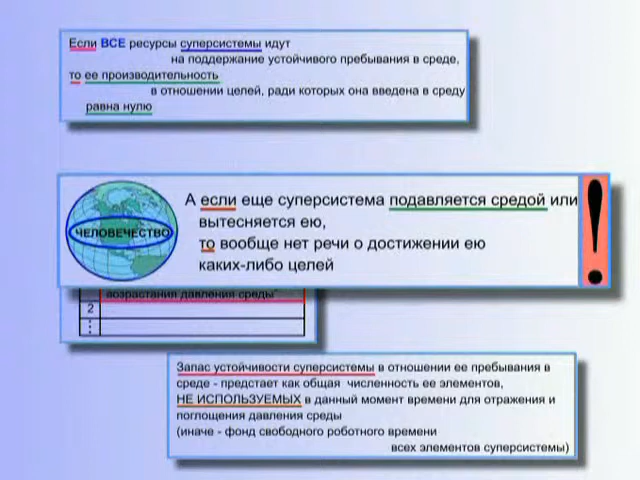 Если ВСЕ ресурсы суперсистемы идут
на поддержание устойчивого пребывания в среде,
то ее производительность
в отношении целей, ради которых она введена в среду
равна нулю
ЧЕЛОВЕЧЕСТВО
А если еще суперсистема подавляется средой или
вытесняется ею,
то вообще нет речи о достижении ею
каких-либо целей
!
возрастания давления среды"
2
⋮
Запас устойчивости суперсистемы в отношении ее пребывания в
среде - предстает как общая численность ее элементов,
НЕ ИСПОЛЬЗУЕМЫХ в данный момент времени для отражения и
поглощения давления среды
(иначе - фонд свободного роботного времени
всех элементов суперсистемы)